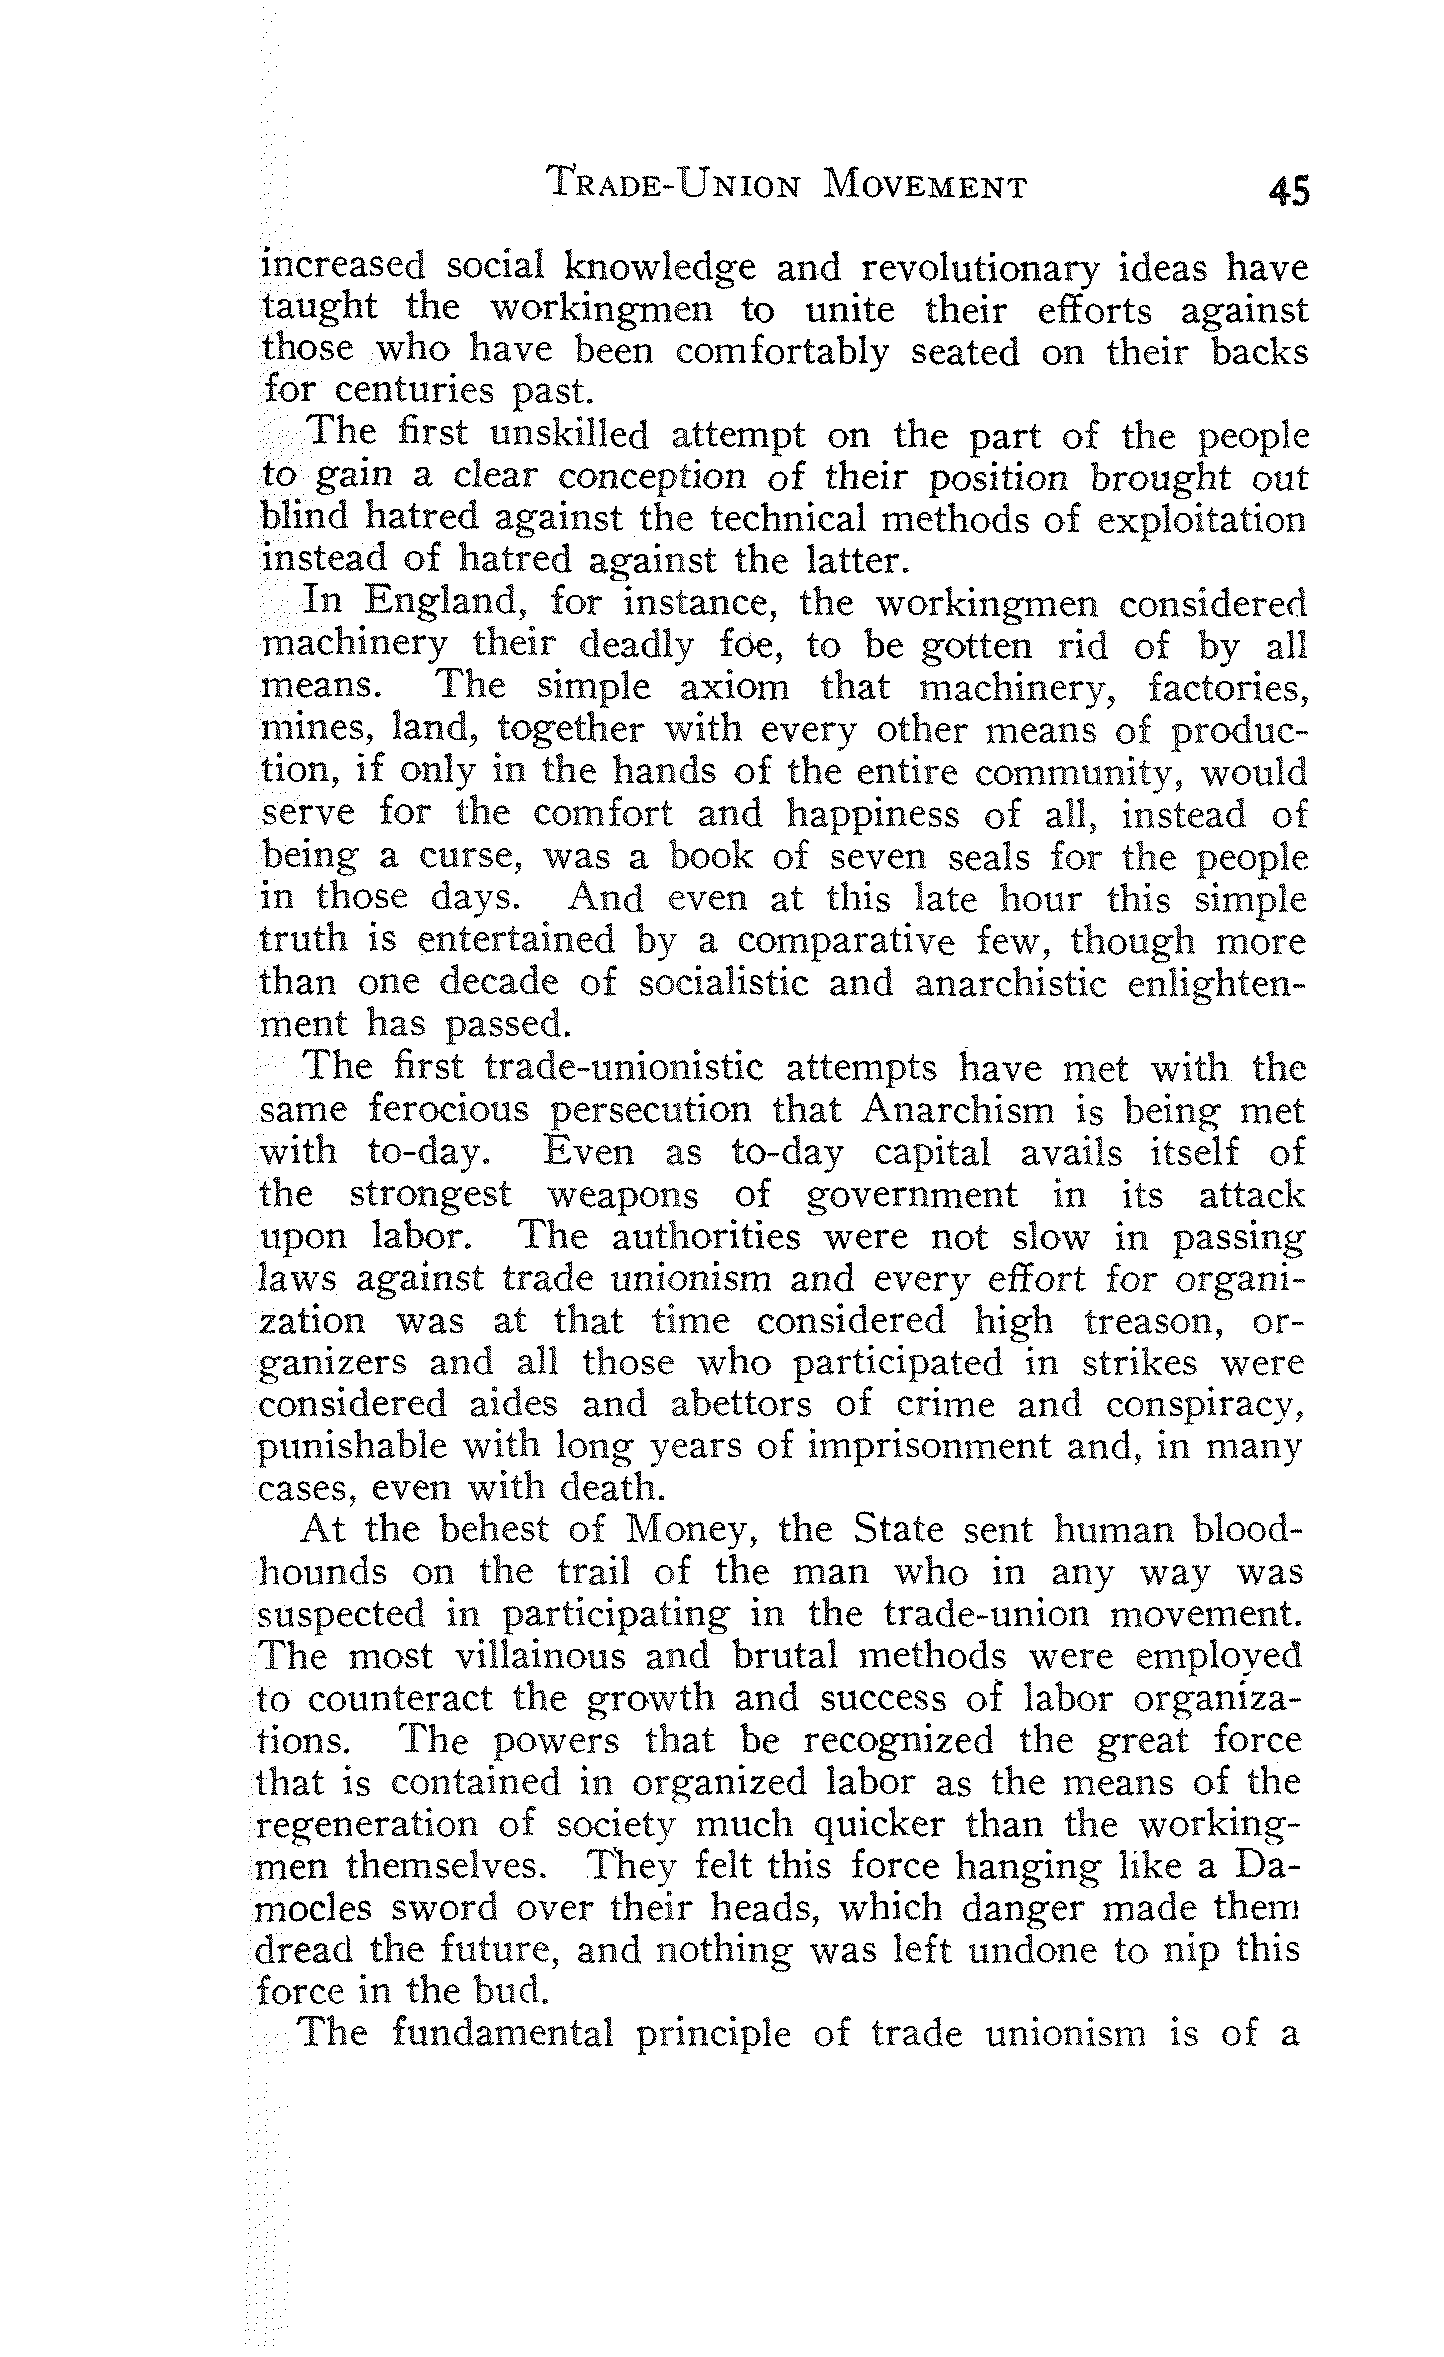 TRADE-UNION MOVEMENT 45
increased social knowledge and revolutionary ideas have
taught the workingmen to unite their efforts against
those who have been comfortably seated on their backs
for centuries past.
The first unskilled attempt on the part of the people
to gain a clear conception of their position brought out
blind hatred against the technical methods of exploitation
instead of hatred against the latter.
In England, for instance, the workingmen considered
machinery their deadly foe, to be gotten rid of by all
means. The simple axiom that machinery, factories,
mines, land, together with every other means of produc-
tion, if only in the hands of the entire community, would
serve for the comfort and happiness of all, instead of
being a curse, was a book of seven seals for the people
in those days. And even at this late hour this simple
truth is entertained by a comparative few, though more
than one decade of socialistic and anarchistic enlighten-
ment has passed.
The first trade-unionistic attempts have met with the
same ferocious persecution that Anarchism is being met
with to-day. Even as to-day capital avails itself of
the strongest weapons of government in its attack
upon labor. The authorities were not slow in passing
laws against trade unionism and every effort for organi-
zation was at that time considered high treason, or-
ganizers and all those who participated in strikes were
considered aides and abettors of crime and conspiracy,
punishable with long years of imprisonment and, in many
cases, even with death.
At the behest of Money, the State sent human blood-
hounds on the trail of the man who in any way was
suspected in participating in the trade-union movement.
The most villainous and brutal methods were employed
to counteract the growth and success of labor organiza-
tions. The powers that be recognized the great force
that is contained in organized labor as the means of the
regeneration of society much quicker than the working-
men themselves. They felt this force hanging like a Da-
mocles sword over their heads, which danger made them
dread the future, and nothing was left undone to nip this
force in the bud.
The fundamental principle of trade unionism is of a